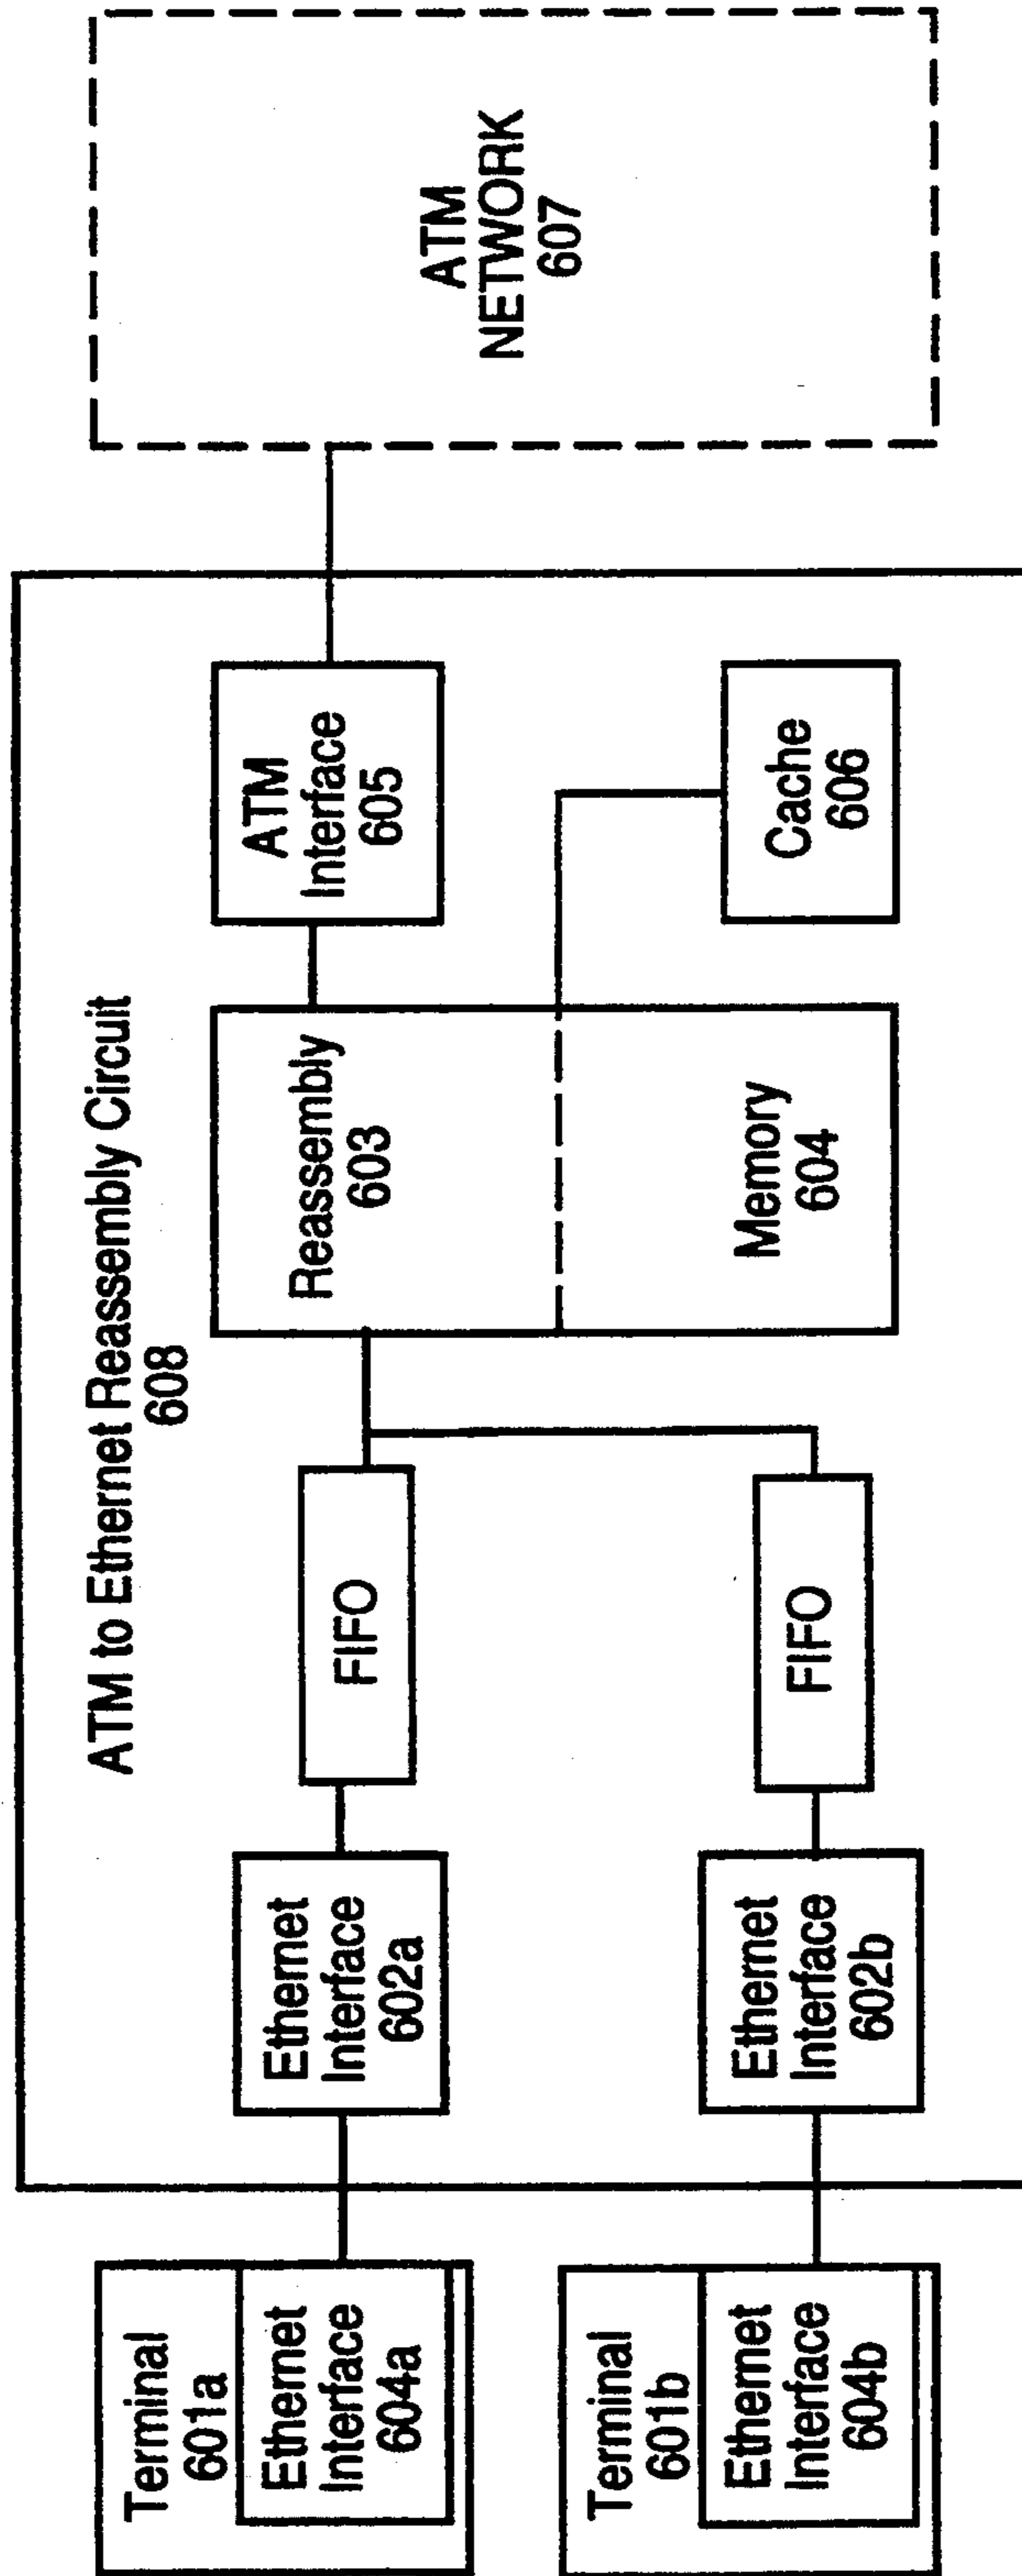 ATM to Ethernet Reassembly Circuit
608
Terminal
601a
Ethernet
Interface
604a
Ethernet
Interface
602a
FIFO
Reassembly
603
ATM
Interface
605
ATM
NETWORK
607
Terminal
601b
Ethernet
Interface
604b
Ethernet
Interface
602b
FIFO
Memory
604
Cache
606